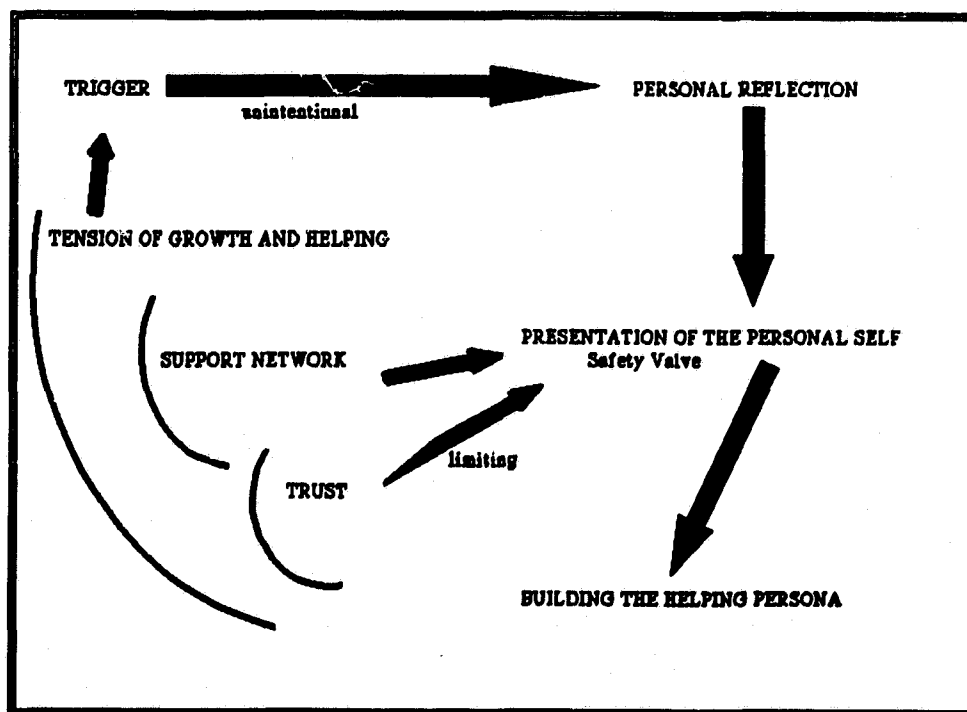 TRIGGER
unintentional
PERSONAL REFLECTION
TENSION OF GROWTH AND HELPING
SUPPORT NETWORK
PRESENTATION OF THE PERSONAL SELF
Safety Valve
TRUST
limiting
BUILDING THE HELPING PERSONA